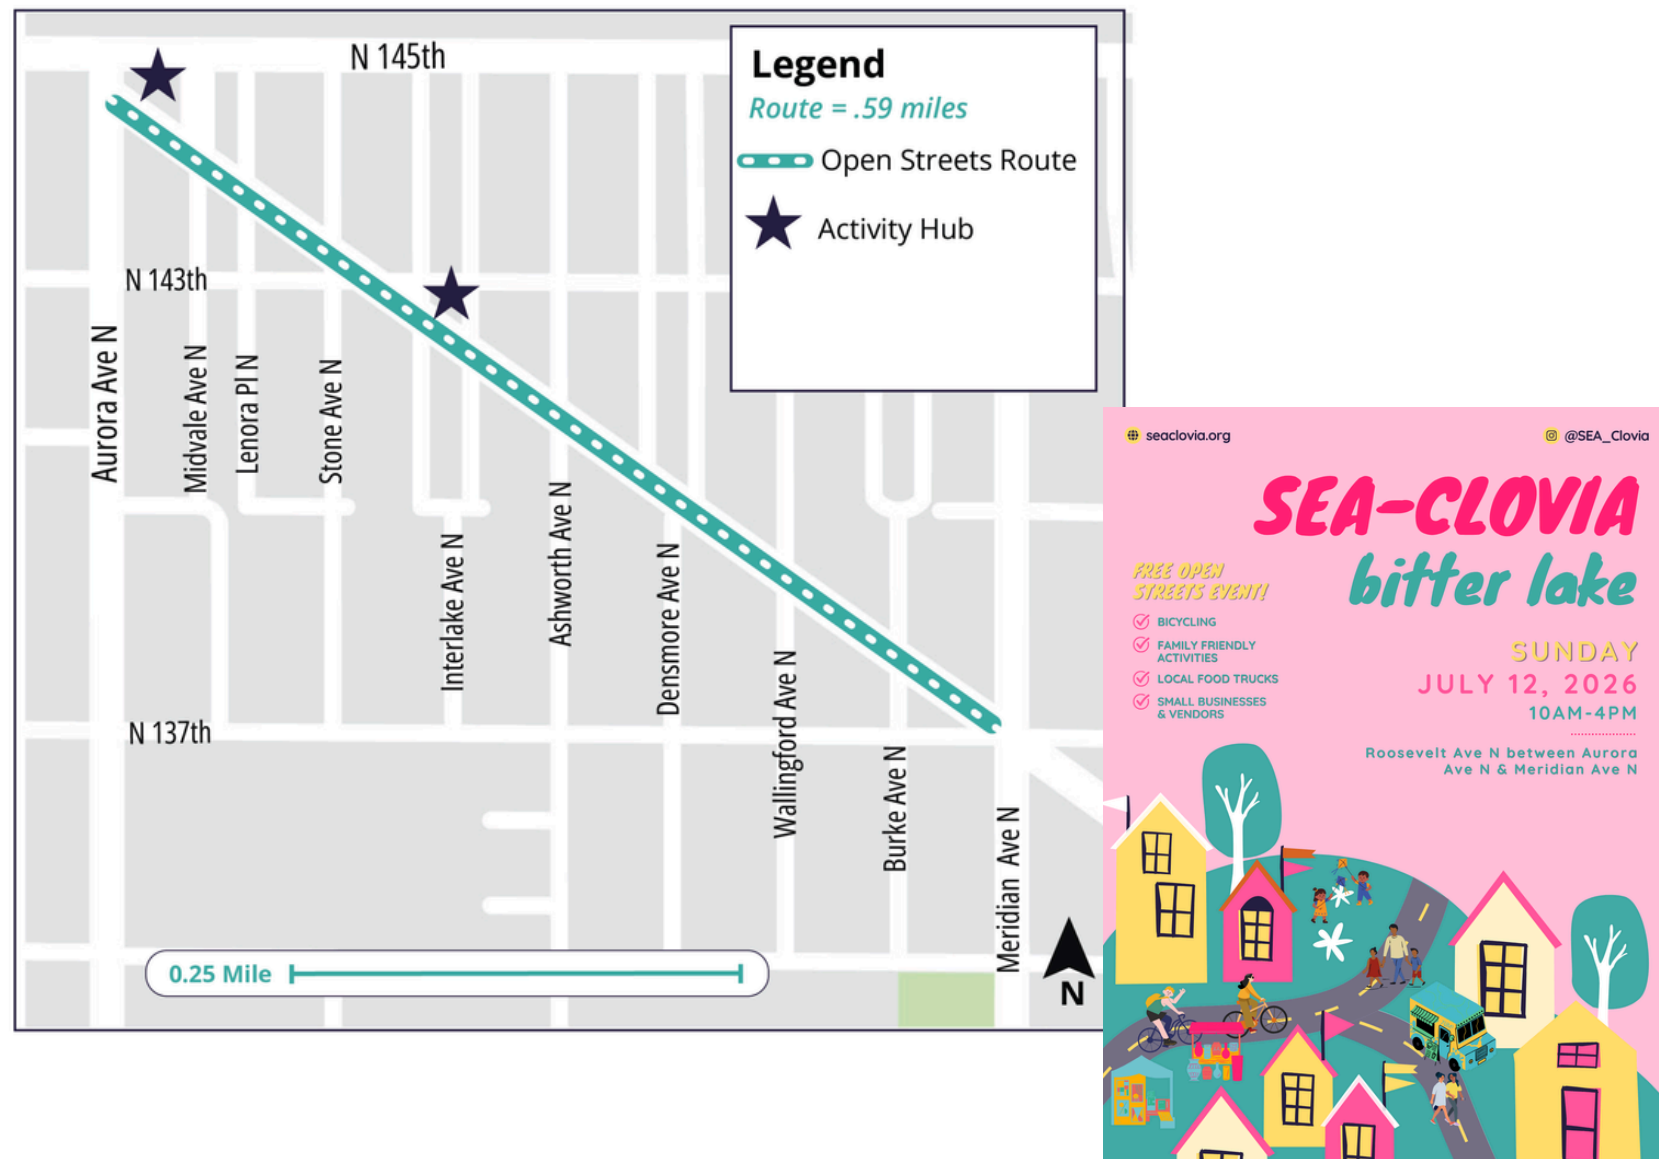 N 145th
Legend
Route = .59 miles
Open Streets Route
Activity Hub
N 143th
Aurora Ave N
Midvale Ave N
Lenora Pl N
Stone Ave N
Interlake Ave N
Ashworth Ave N
Densmore Ave N
Wallingford Ave N
Burke Ave N
Meridian Ave N
N 137th
0.25 Mile
N
seaclovia.org
@SEA_Clovia
SEA-CLOVIA
bitter lake
FREE OPEN
STREETS EVENT!
BICYCLING
FAMILY FRIENDLY
ACTIVITIES
LOCAL FOOD TRUCKS
SMALL BUSINESSES
& VENDORS
SUNDAY
JULY 12, 2026
10AM-4PM
Roosevelt Ave N between Aurora
Ave N & Meridian Ave N